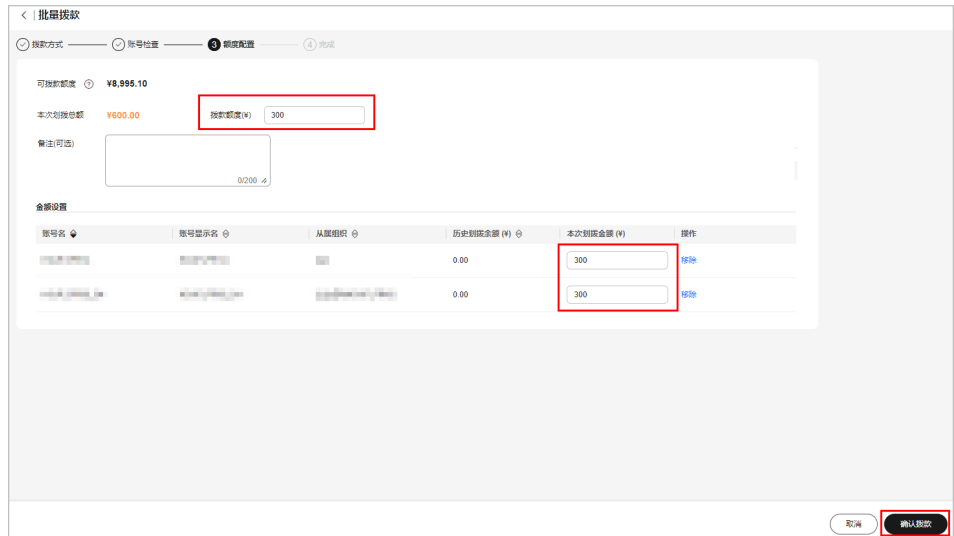 < | 批量拨款
拨款方式 账号检查 3 额度配置 4 完成
可拨款额度 ? ¥8,995.10
本次划拨总额 ¥600.00 拨款额度(¥) 300
备注(可选)
0/200
金额设置
账号名 账号显示名 从属组织 历史划拨余额 (¥) 本次划拨金额 (¥) 操作
0.00 300 移除
0.00 300 移除
取消 确认拨款